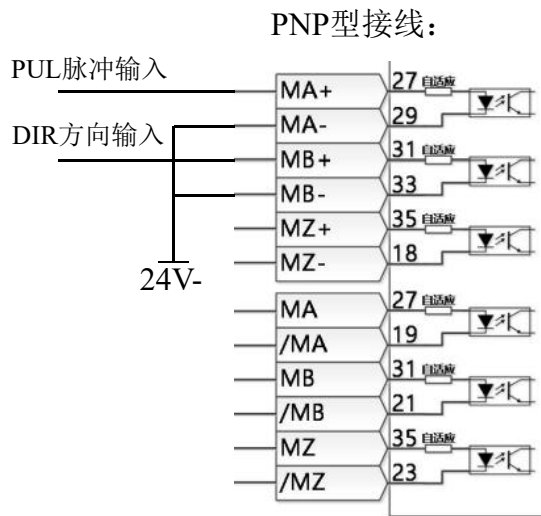 PNP型接线：
PUL脉冲输入
MA+ 27 自适应
MA- 29
DIR方向输入
MB+ 31 自适应
MB- 33
MZ+ 35 自适应
MZ- 18
24V-
MA 27 自适应
/MA 19
MB 31 自适应
/MB 21
MZ 35 自适应
/MZ 23